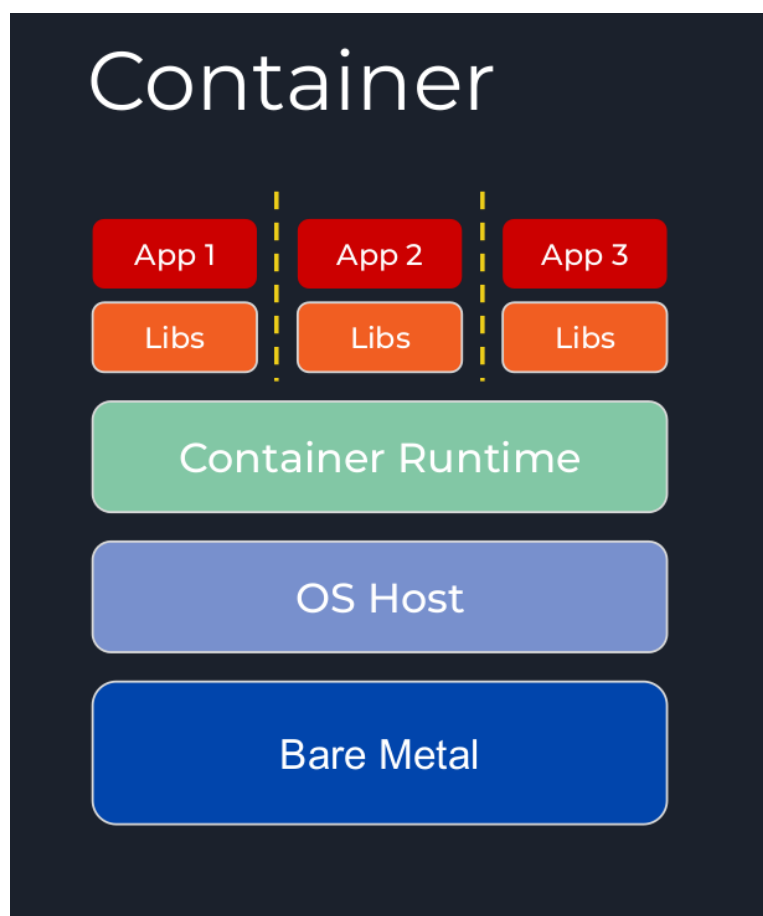 Container
App 1
App 2
App 3
Libs
Libs
Libs
Container Runtime
OS Host
Bare Metal